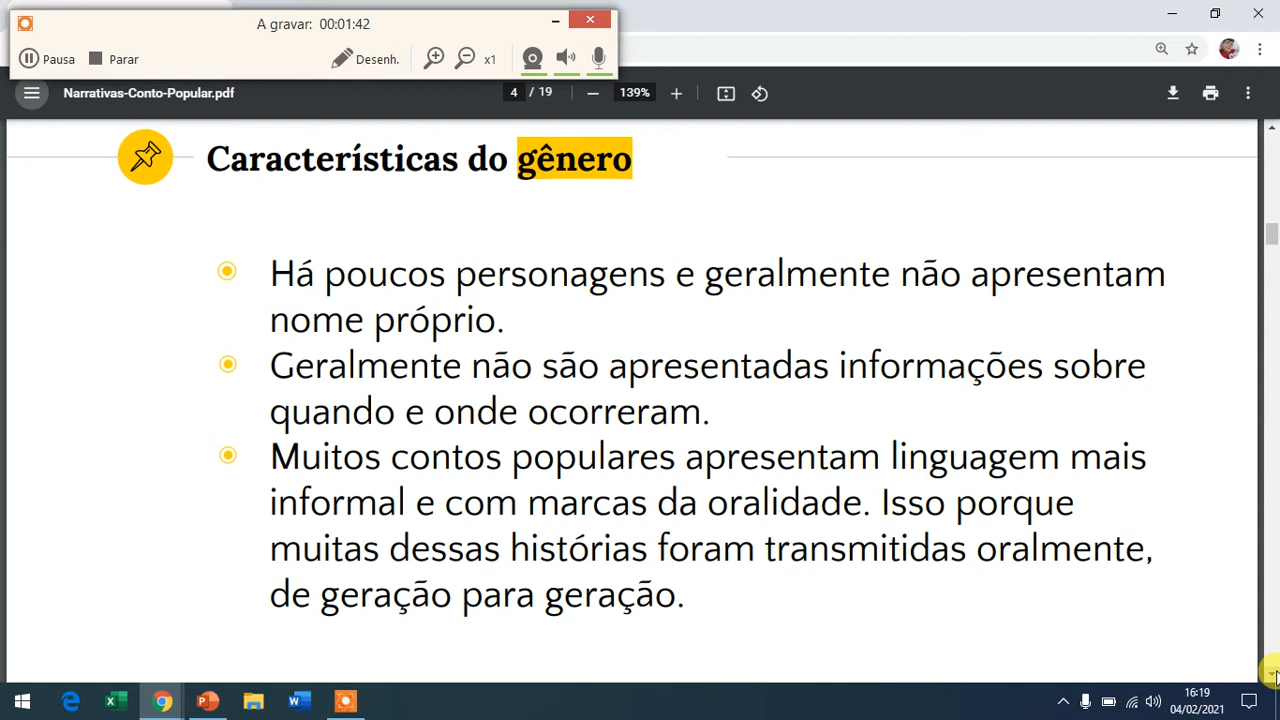 A gravar: 00:01:42
Pausa Parar Desenh. x1
Narrativas-Conto-Popular.pdf 4 / 19 139%
Características do gênero
Há poucos personagens e geralmente não apresentam
nome próprio.
Geralmente não são apresentadas informações sobre
quando e onde ocorreram.
Muitos contos populares apresentam linguagem mais
informal e com marcas da oralidade. Isso porque
muitas dessas histórias foram transmitidas oralmente,
de geração para geração.
16:19
04/02/2021